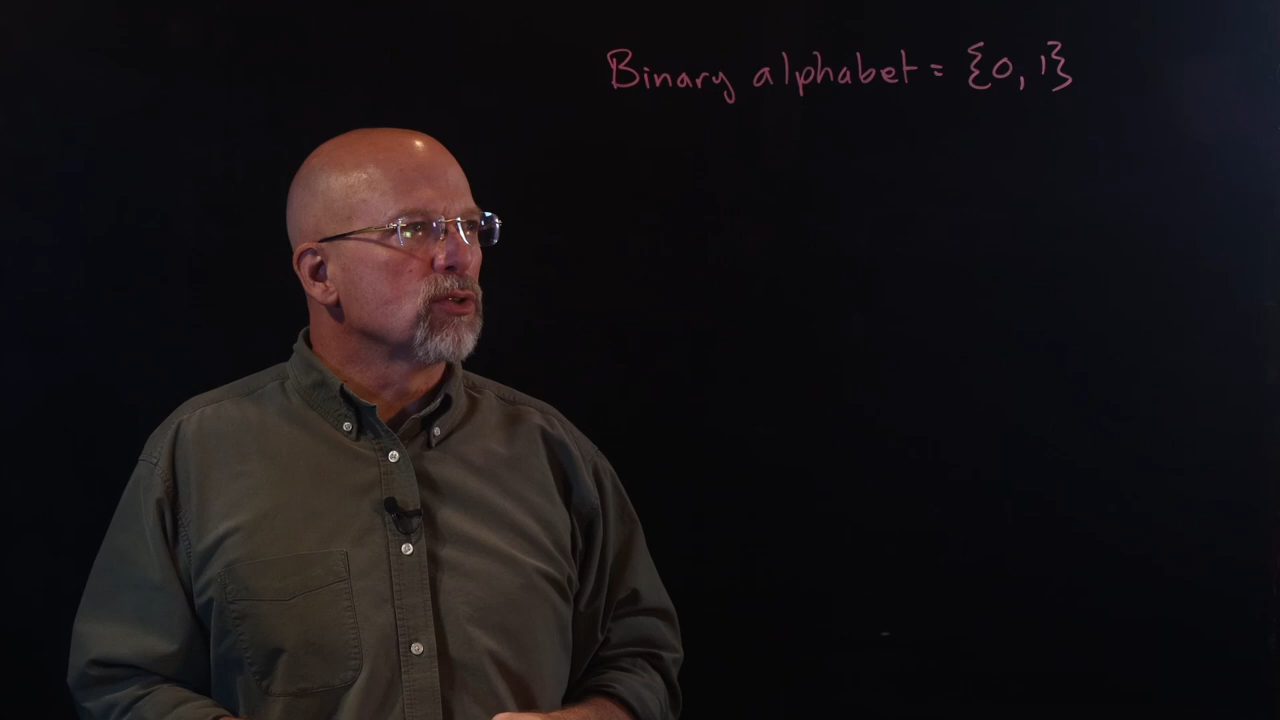 Binary alphabet = {0, 1}